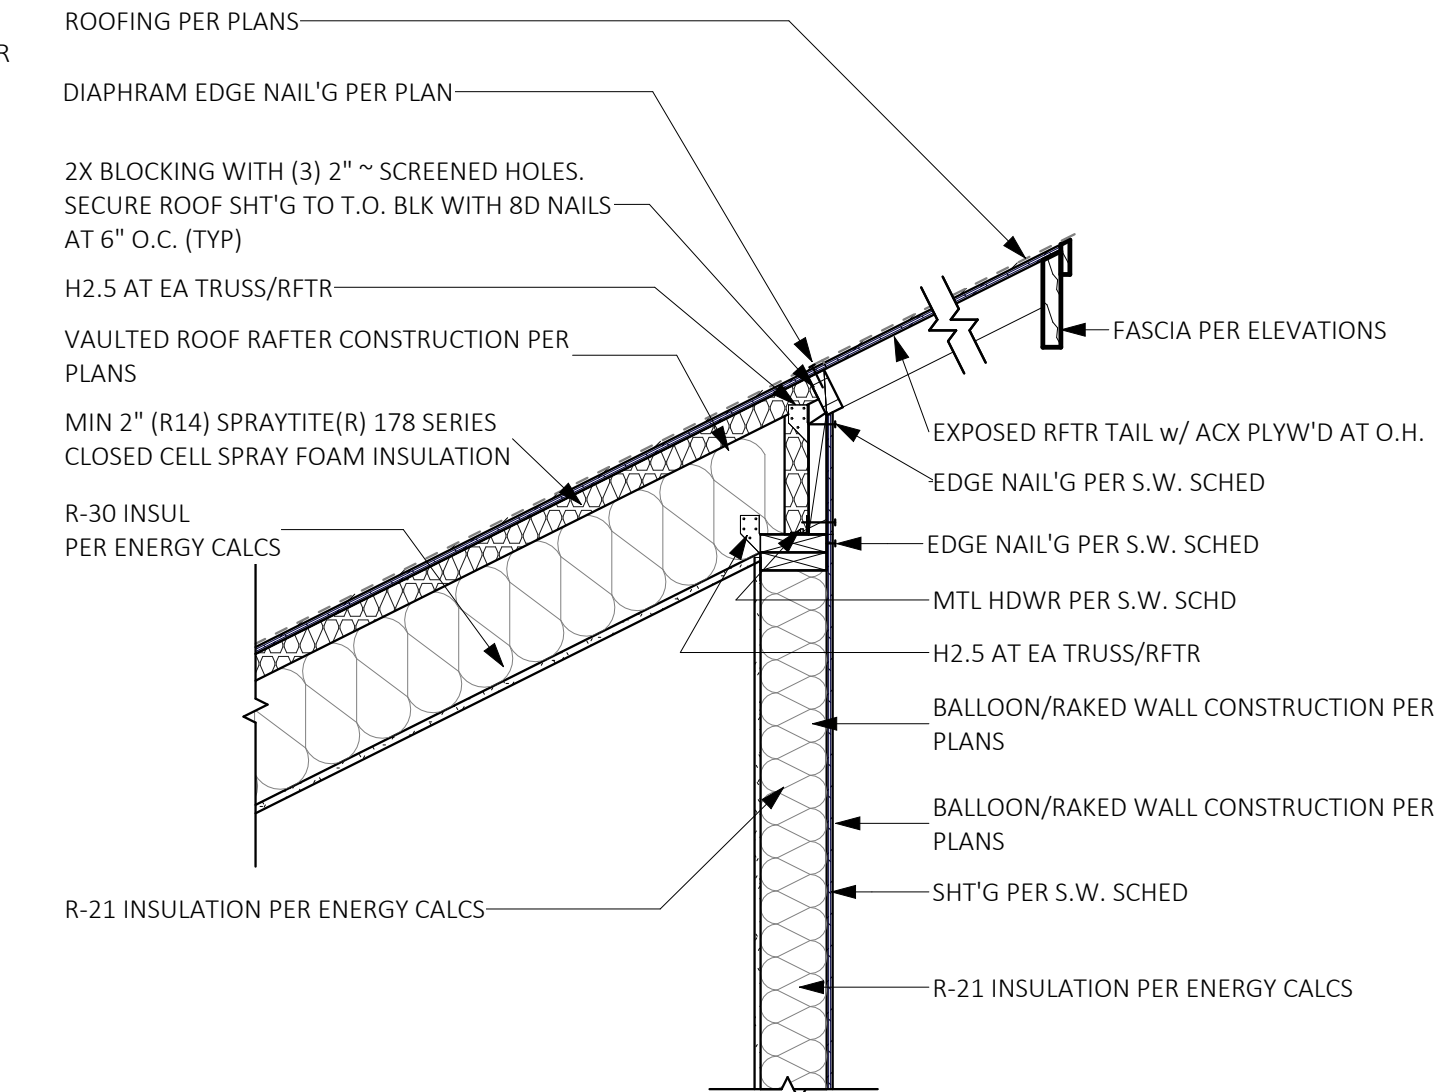 ROOFING PER PLANS
R
DIAPHRAM EDGE NAIL'G PER PLAN
2X BLOCKING WITH (3) 2" ~ SCREENED HOLES.
SECURE ROOF SHT'G TO T.O. BLK WITH 8D NAILS
AT 6" O.C. (TYP)
H2.5 AT EA TRUSS/RFTR
VAULTED ROOF RAFTER CONSTRUCTION PER
PLANS
MIN 2" (R14) SPRAYTITE(R) 178 SERIES
CLOSED CELL SPRAY FOAM INSULATION
R-30 INSUL
PER ENERGY CALCS
R-21 INSULATION PER ENERGY CALCS
FASCIA PER ELEVATIONS
EXPOSED RFTR TAIL w/ ACX PLYW'D AT O.H.
EDGE NAIL'G PER S.W. SCHED
EDGE NAIL'G PER S.W. SCHED
MTL HDWR PER S.W. SCHD
H2.5 AT EA TRUSS/RFTR
BALLOON/RAKED WALL CONSTRUCTION PER
PLANS
BALLOON/RAKED WALL CONSTRUCTION PER
PLANS
SHT'G PER S.W. SCHED
R-21 INSULATION PER ENERGY CALCS